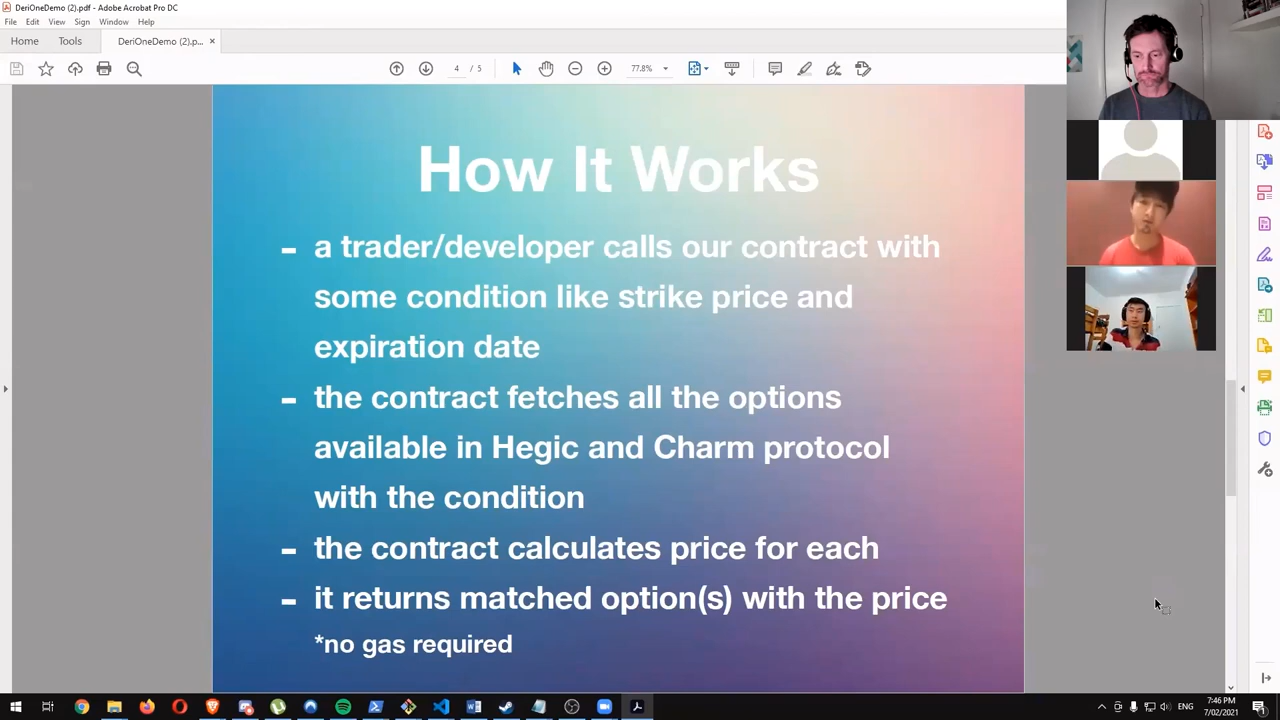 DeriOneDemo (2).pdf - Adobe Acrobat Pro DC
File Edit View Sign Window Help
Home Tools DeriOneDemo (2).p... ×
4 / 5 77.8%
How It Works
- a trader/developer calls our contract with
some condition like strike price and
expiration date
- the contract fetches all the options
available in Hegic and Charm protocol
with the condition
- the contract calculates price for each
- it returns matched option(s) with the price
*no gas required
ENG
7:46 PM
7/02/2021